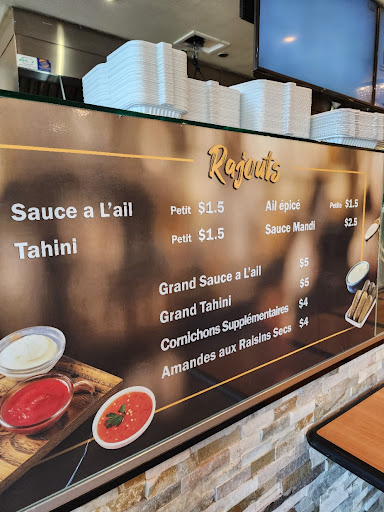 Rajouts
Sauce a L'ail Petit $1.5
Tahini Petit $1.5
Ail épicé Petite $1.5
Sauce Mandi $2.5
Grand Sauce a L'ail $5
Grand Tahini $5
Cornichons Supplémentaires $4
Amandes aux Raisins Secs $4